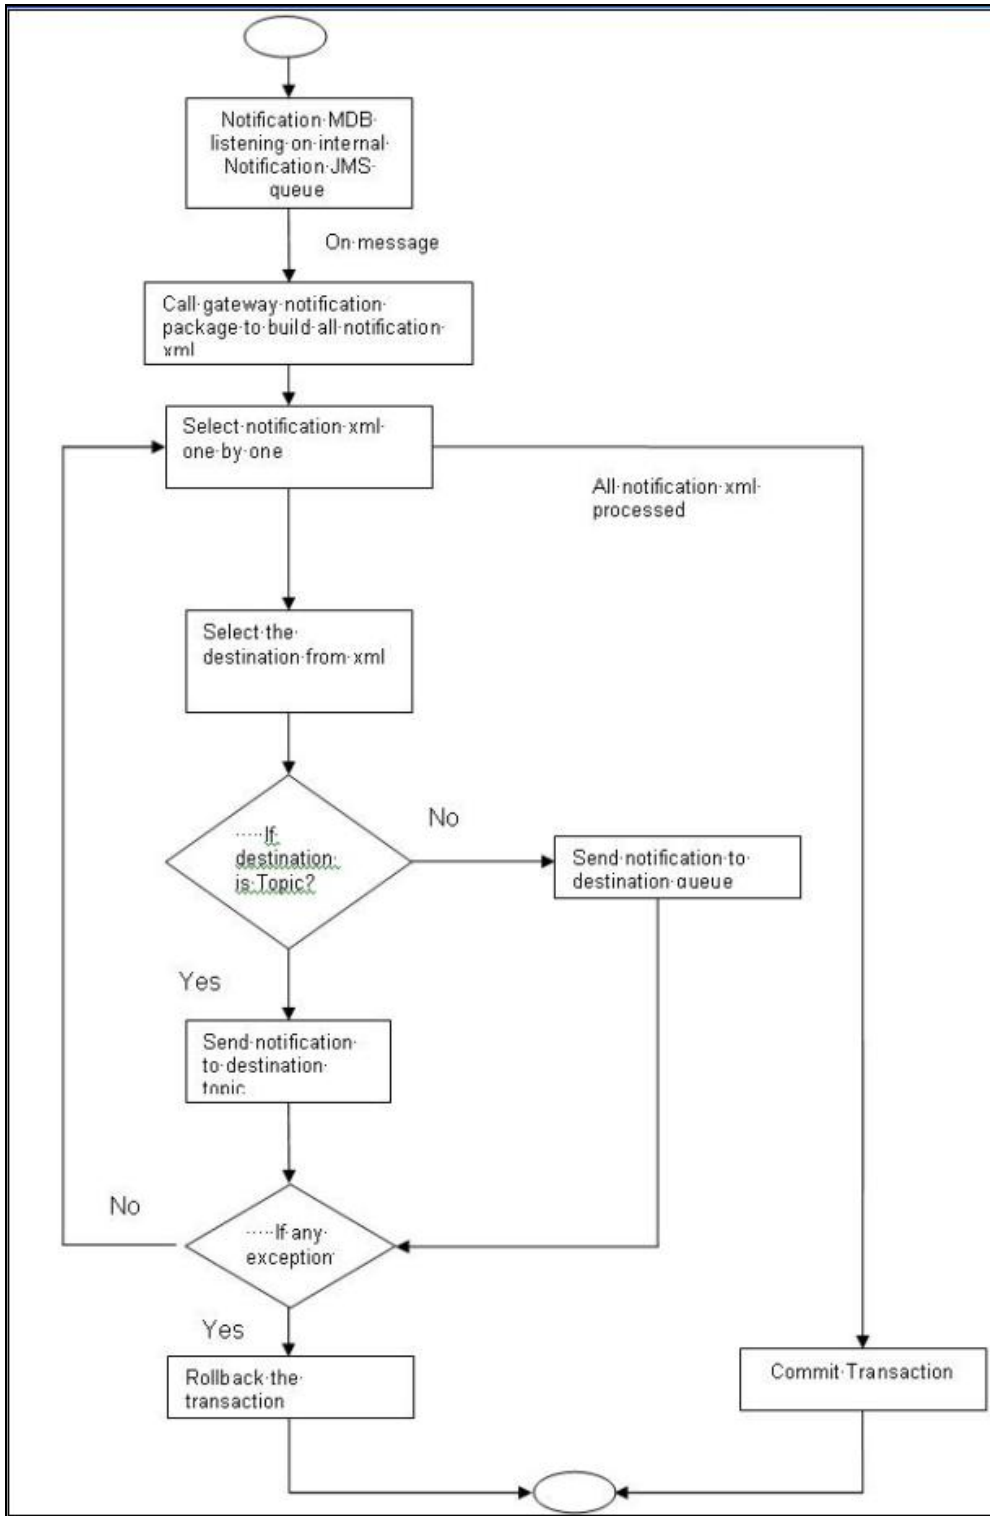 Notification MDB
listening on internal
Notification JMS
queue
On message
Call gateway notification
package to build all notification
xml
Select notification xml
one by one
All notification xml
processed
Select the
destination from xml
If
destination
is Topic?
No
Send notification to
destination queue
Yes
Send notification
to destination
topic
No
If any
exception
Yes
Rollback the
transaction
Commit Transaction